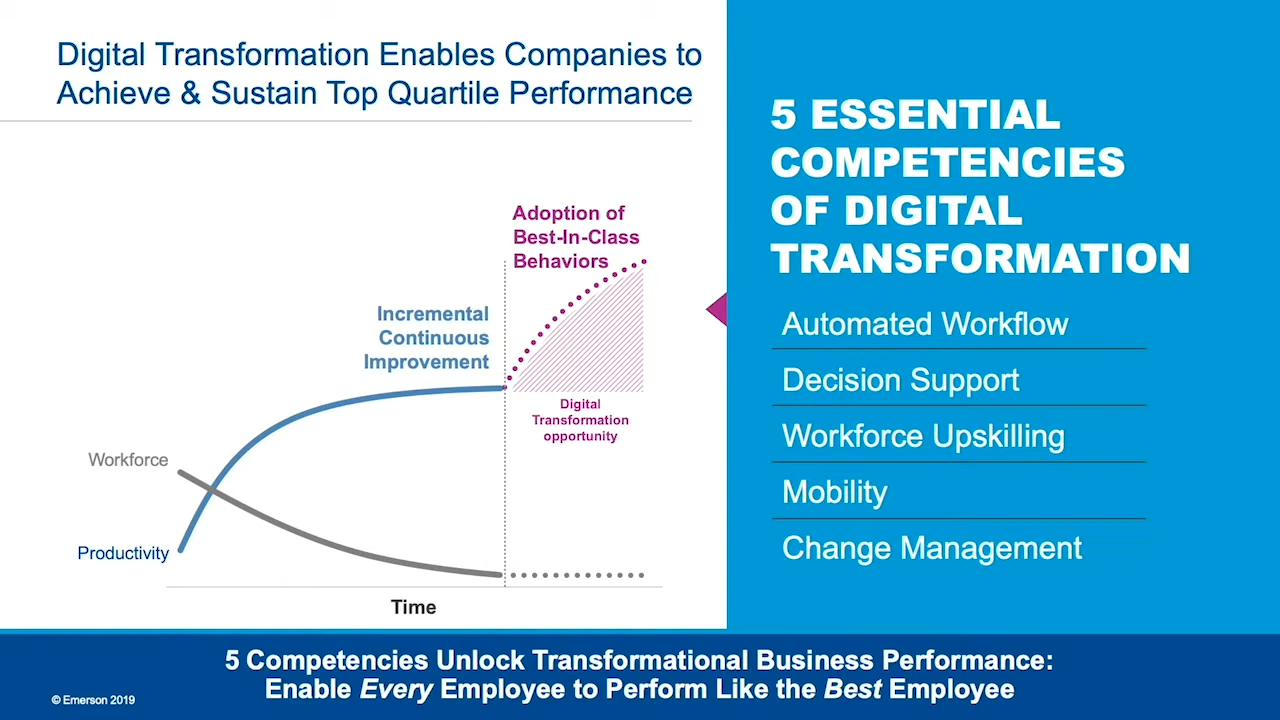 Digital Transformation Enables Companies to
Achieve & Sustain Top Quartile Performance
Adoption of
Best-In-Class
Behaviors
Incremental
Continuous
Improvement
Digital
Transformation
opportunity
Workforce
Productivity
Time
5 ESSENTIAL
COMPETENCIES
OF DIGITAL
TRANSFORMATION
Automated Workflow
Decision Support
Workforce Upskilling
Mobility
Change Management
5 Competencies Unlock Transformational Business Performance:
Enable Every Employee to Perform Like the Best Employee
© Emerson 2019